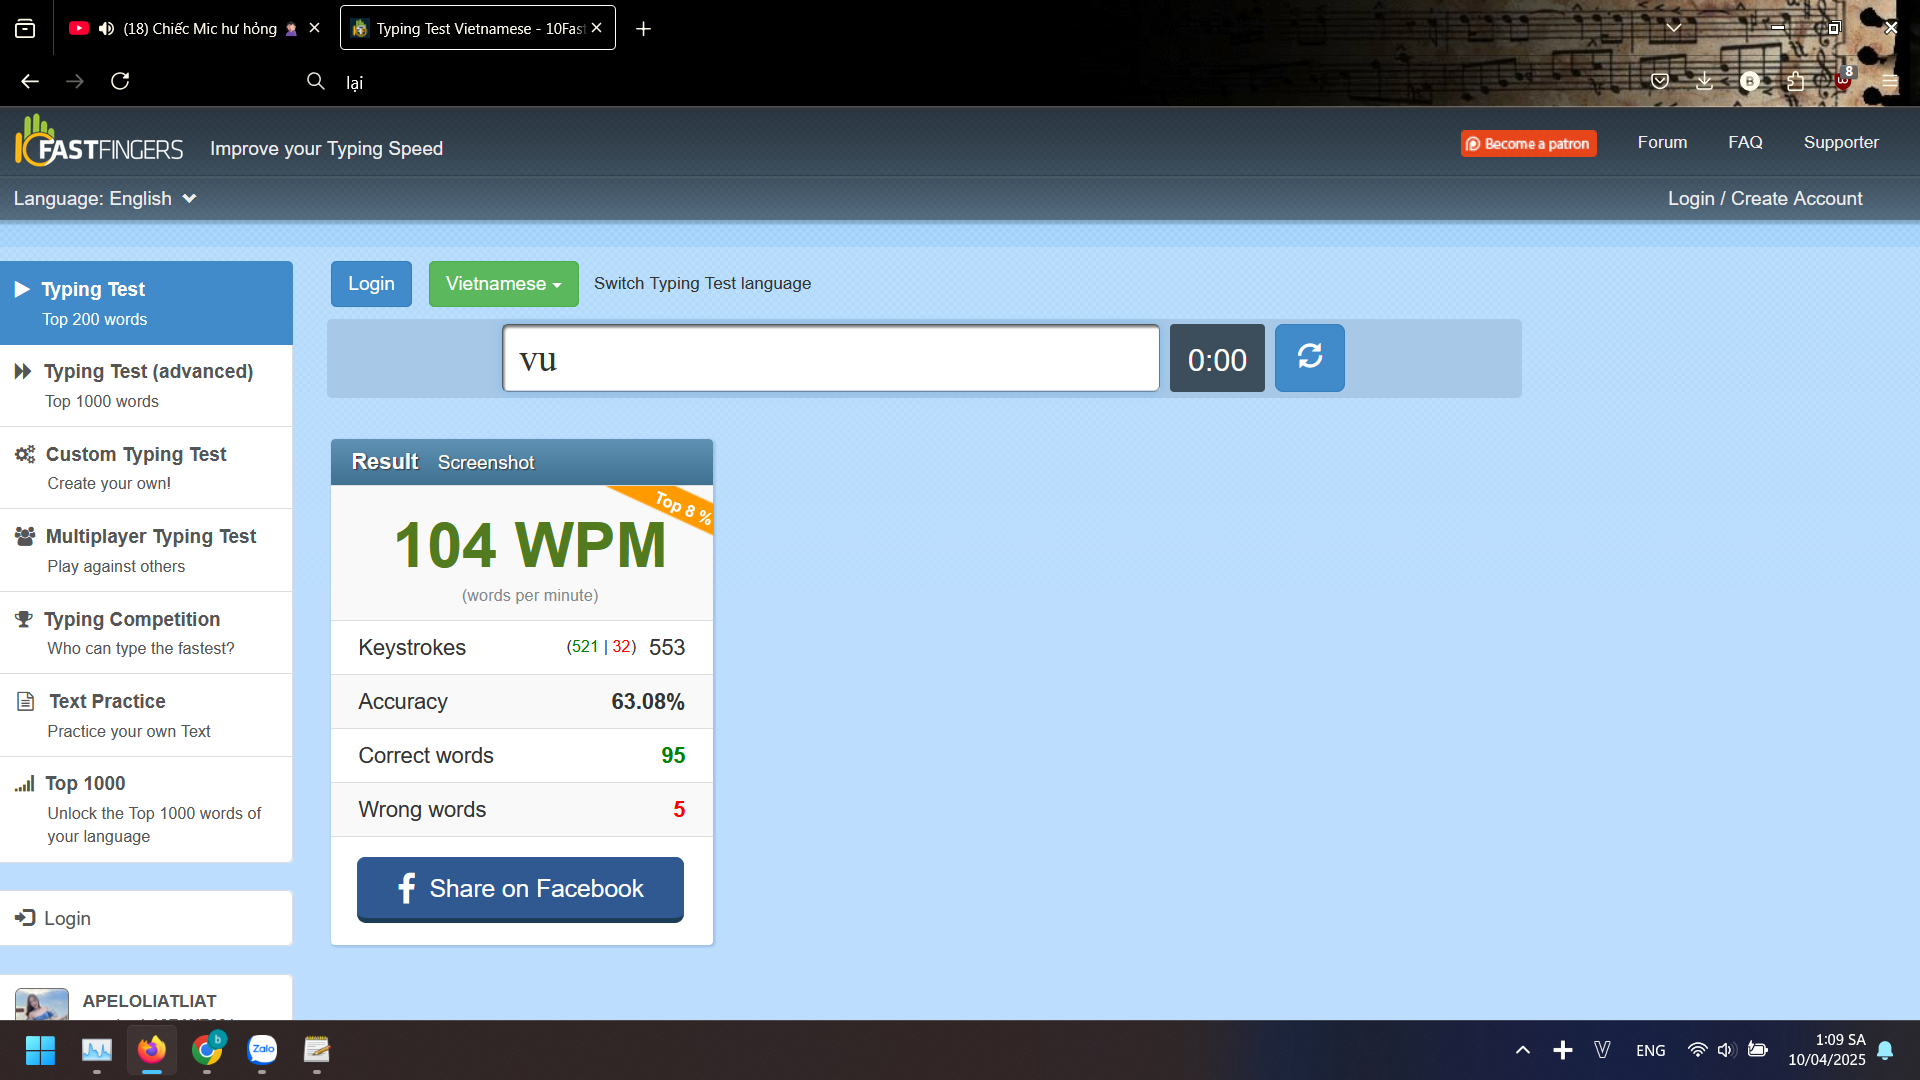 (18) Chiếc Mic hư hỏng
Typing Test Vietnamese - 10Fas
lại
8
FASTFINGERS
Improve your Typing Speed
Become a patron
Forum
FAQ
Supporter
Language: English
Login / Create Account
Typing Test
Top 200 words
Typing Test (advanced)
Top 1000 words
Custom Typing Test
Create your own!
Multiplayer Typing Test
Play against others
Typing Competition
Who can type the fastest?
Text Practice
Practice your own Text
Top 1000
Unlock the Top 1000 words of
your language
Login
APELOLIATLIAT
Login
Vietnamese
Switch Typing Test language
vu
0:00
Result Screenshot
Top 8 %
104 WPM
(words per minute)
Keystrokes (521 | 32) 553
Accuracy 63.08%
Correct words 95
Wrong words 5
Share on Facebook
b
Zalo
V
ENG
1:09 SA
10/04/2025